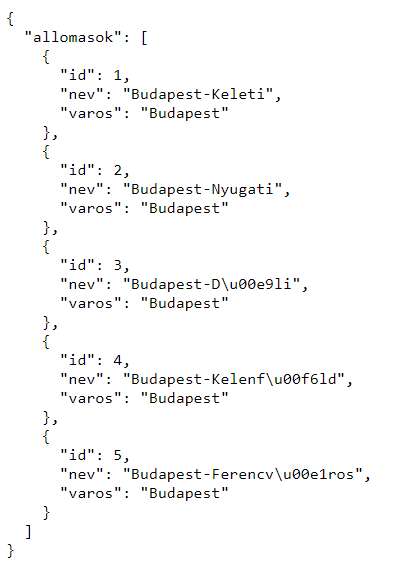 {
  "allomasok": [
    {
      "id": 1,
      "nev": "Budapest-Keleti",
      "varos": "Budapest"
    },
    {
      "id": 2,
      "nev": "Budapest-Nyugati",
      "varos": "Budapest"
    },
    {
      "id": 3,
      "nev": "Budapest-D\u00e9li",
      "varos": "Budapest"
    },
    {
      "id": 4,
      "nev": "Budapest-Kelenf\u00f6ld",
      "varos": "Budapest"
    },
    {
      "id": 5,
      "nev": "Budapest-Ferencv\u00e1ros",
      "varos": "Budapest"
    }
  ]
}